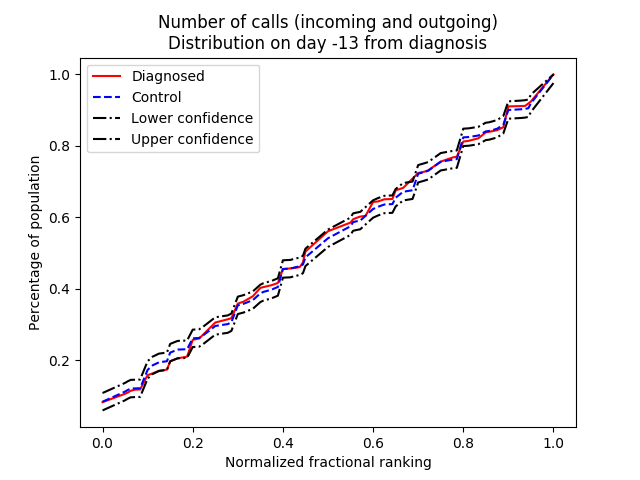 Number of calls (incoming and outgoing)
Distribution on day -13 from diagnosis
Diagnosed
Control
Lower confidence
Upper confidence
Percentage of population
1.0
0.8
0.6
0.4
0.2
0.0 0.2 0.4 0.6 0.8 1.0
Normalized fractional ranking